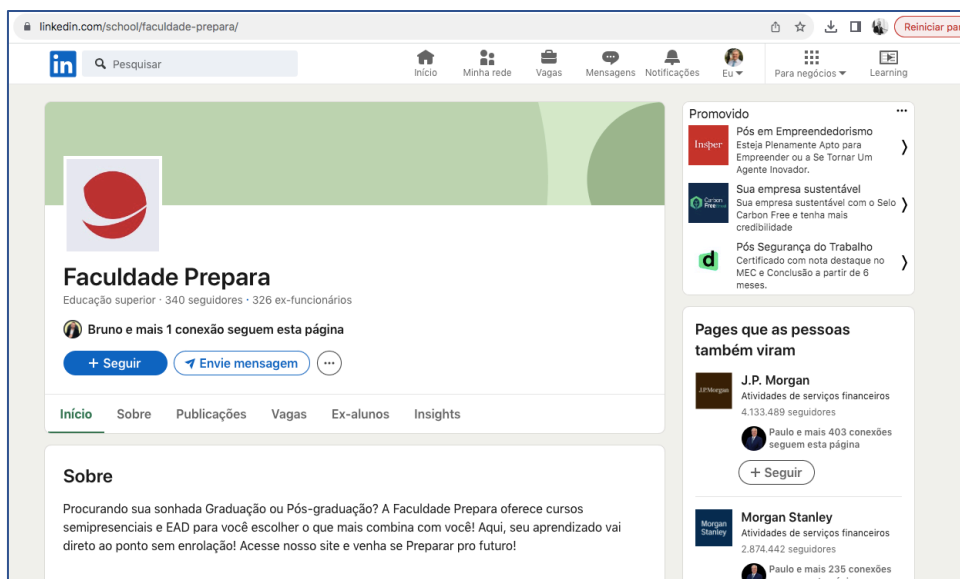 linkedin.com/school/faculdade-prepara/
Reiniciar par
in
Pesquisar
Início
Minha rede
Vagas
Mensagens
Notificações
Eu
Para negócios
Learning
Faculdade Prepara
Educação superior · 340 seguidores · 326 ex-funcionários
Bruno e mais 1 conexão seguem esta página
+ Seguir
Envie mensagem
Início
Sobre
Publicações
Vagas
Ex-alunos
Insights
Sobre
Procurando sua sonhada Graduação ou Pós-graduação? A Faculdade Prepara oferece cursos
semipresenciais e EAD para você escolher o que mais combina com você! Aqui, seu aprendizado vai
direto ao ponto sem enrolação! Acesse nosso site e venha se Preparar pro futuro!
Promovido
Insper
Pós em Empreendedorismo
Esteja Plenamente Apto para
Empreender ou a Se Tornar Um
Agente Inovador.
Carbon
Free
Sua empresa sustentável
Sua empresa sustentável com o Selo
Carbon Free e tenha mais
credibilidade
d
Pós Segurança do Trabalho
Certificado com nota destaque no
MEC e Conclusão a partir de 6
meses.
Pages que as pessoas
também viram
J.P.Morgan
J.P. Morgan
Atividades de serviços financeiros
4.133.489 seguidores
Paulo e mais 403 conexões
seguem esta página
+ Seguir
Morgan
Stanley
Morgan Stanley
Atividades de serviços financeiros
2.874.442 seguidores
Paulo e mais 235 conexões